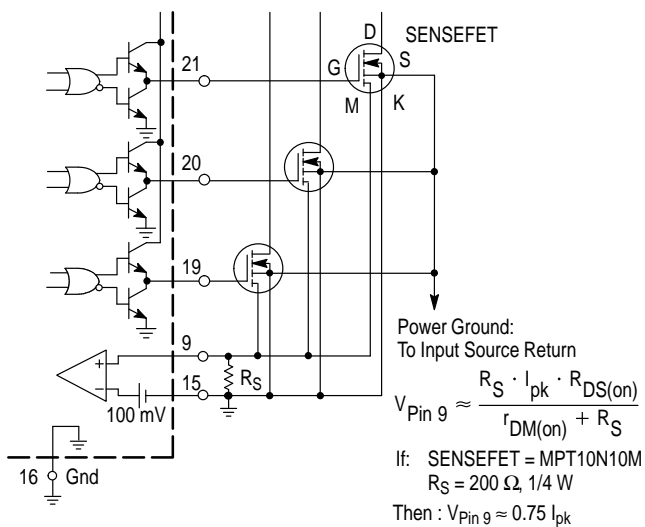 D
SENSEFET
21
G
S
M
K
20
19
9
+
RS
–
15
100 mV
16
Gnd
Power Ground:
To Input Source Return
VPin 9 ≈ RS · Ipk · RDS(on)
rDM(on) + RS
If: SENSEFET = MPT10N10M
RS = 200 Ω, 1/4 W
Then : VPin 9 ≈ 0.75 Ipk